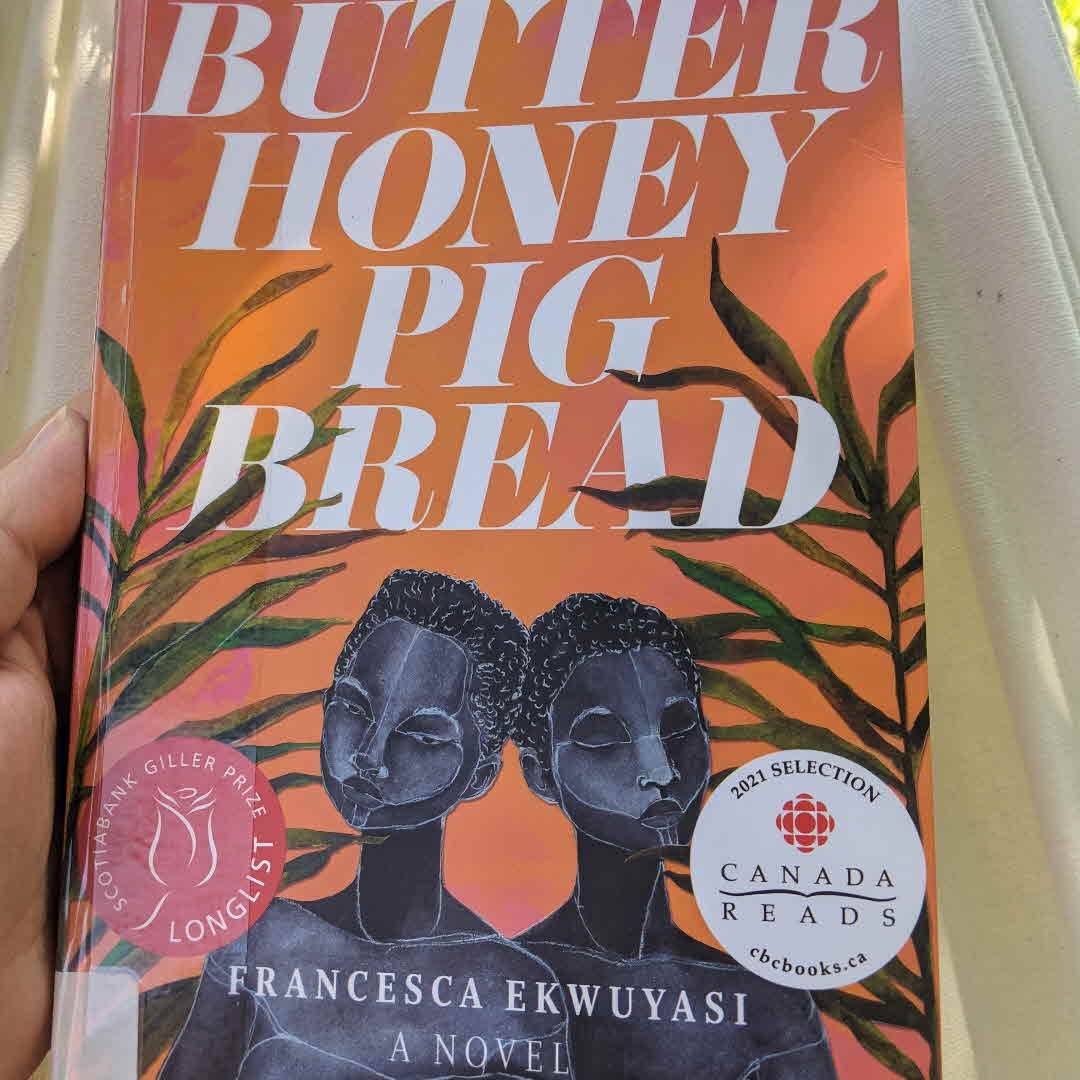 BUTTER
HONEY
PIG
BREAD
SCOTIABANK GILLER PRIZE
LONGLIST
2021 SELECTION
CANADA
READS
cbcbooks.ca
FRANCESCA EKWUYASI
A NOVEL